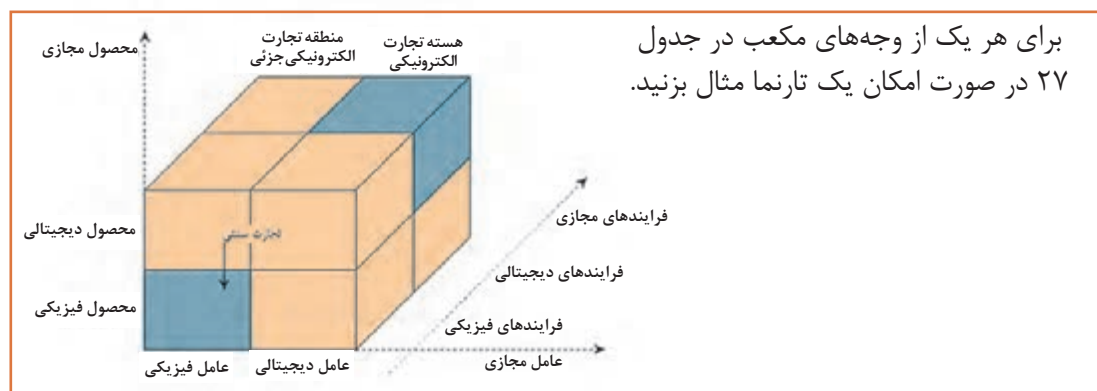 برای هر یک از وجه‌های مکعب در جدول
۲۷ در صورت امکان یک تارنما مثال بزنید.
هسته تجارت
الکترونیکی
منطقه تجارت
الکترونیکی جزئی
محصول مجازی
محصول دیجیتالی
محصول فیزیکی
تجارت سنتی
فرایندهای مجازی
فرایندهای دیجیتالی
فرایندهای فیزیکی
عامل مجازی
عامل دیجیتالی
عامل فیزیکی